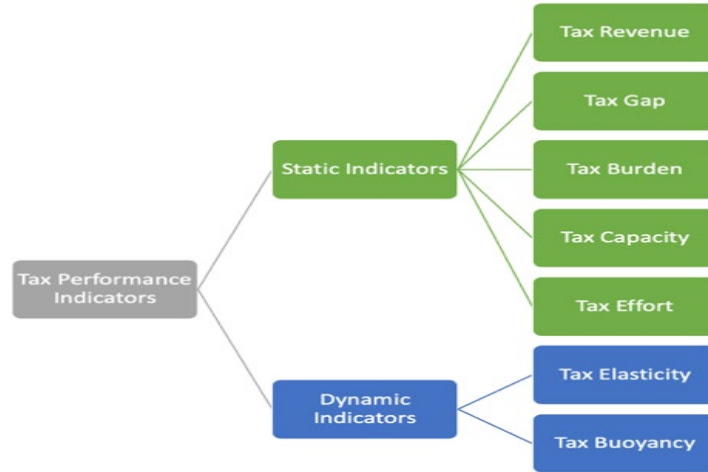 Tax Performance
Indicators
Static Indicators
Tax Revenue
Tax Gap
Tax Burden
Tax Capacity
Tax Effort
Dynamic
Indicators
Tax Elasticity
Tax Buoyancy